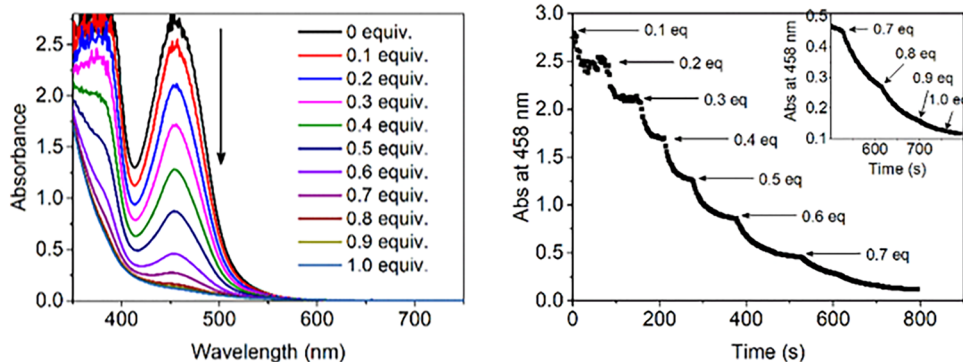 2.5
2.0
1.5
1.0
0.5
0.0
Absorbance
400
500
600
700
Wavelength (nm)
0 equiv.
0.1 equiv.
0.2 equiv.
0.3 equiv.
0.4 equiv.
0.5 equiv.
0.6 equiv.
0.7 equiv.
0.8 equiv.
0.9 equiv.
1.0 equiv.
3.0
2.5
2.0
1.5
1.0
0.5
0.0
Abs at 458 nm
0
200
400
600
800
Time (s)
0.1 eq
0.2 eq
0.3 eq
0.4 eq
0.5 eq
0.6 eq
0.7 eq
0.5
0.4
0.3
0.2
0.1
Abs at 458 nm
600
700
Time (s)
0.7 eq
0.8 eq
0.9 eq
1.0 eq